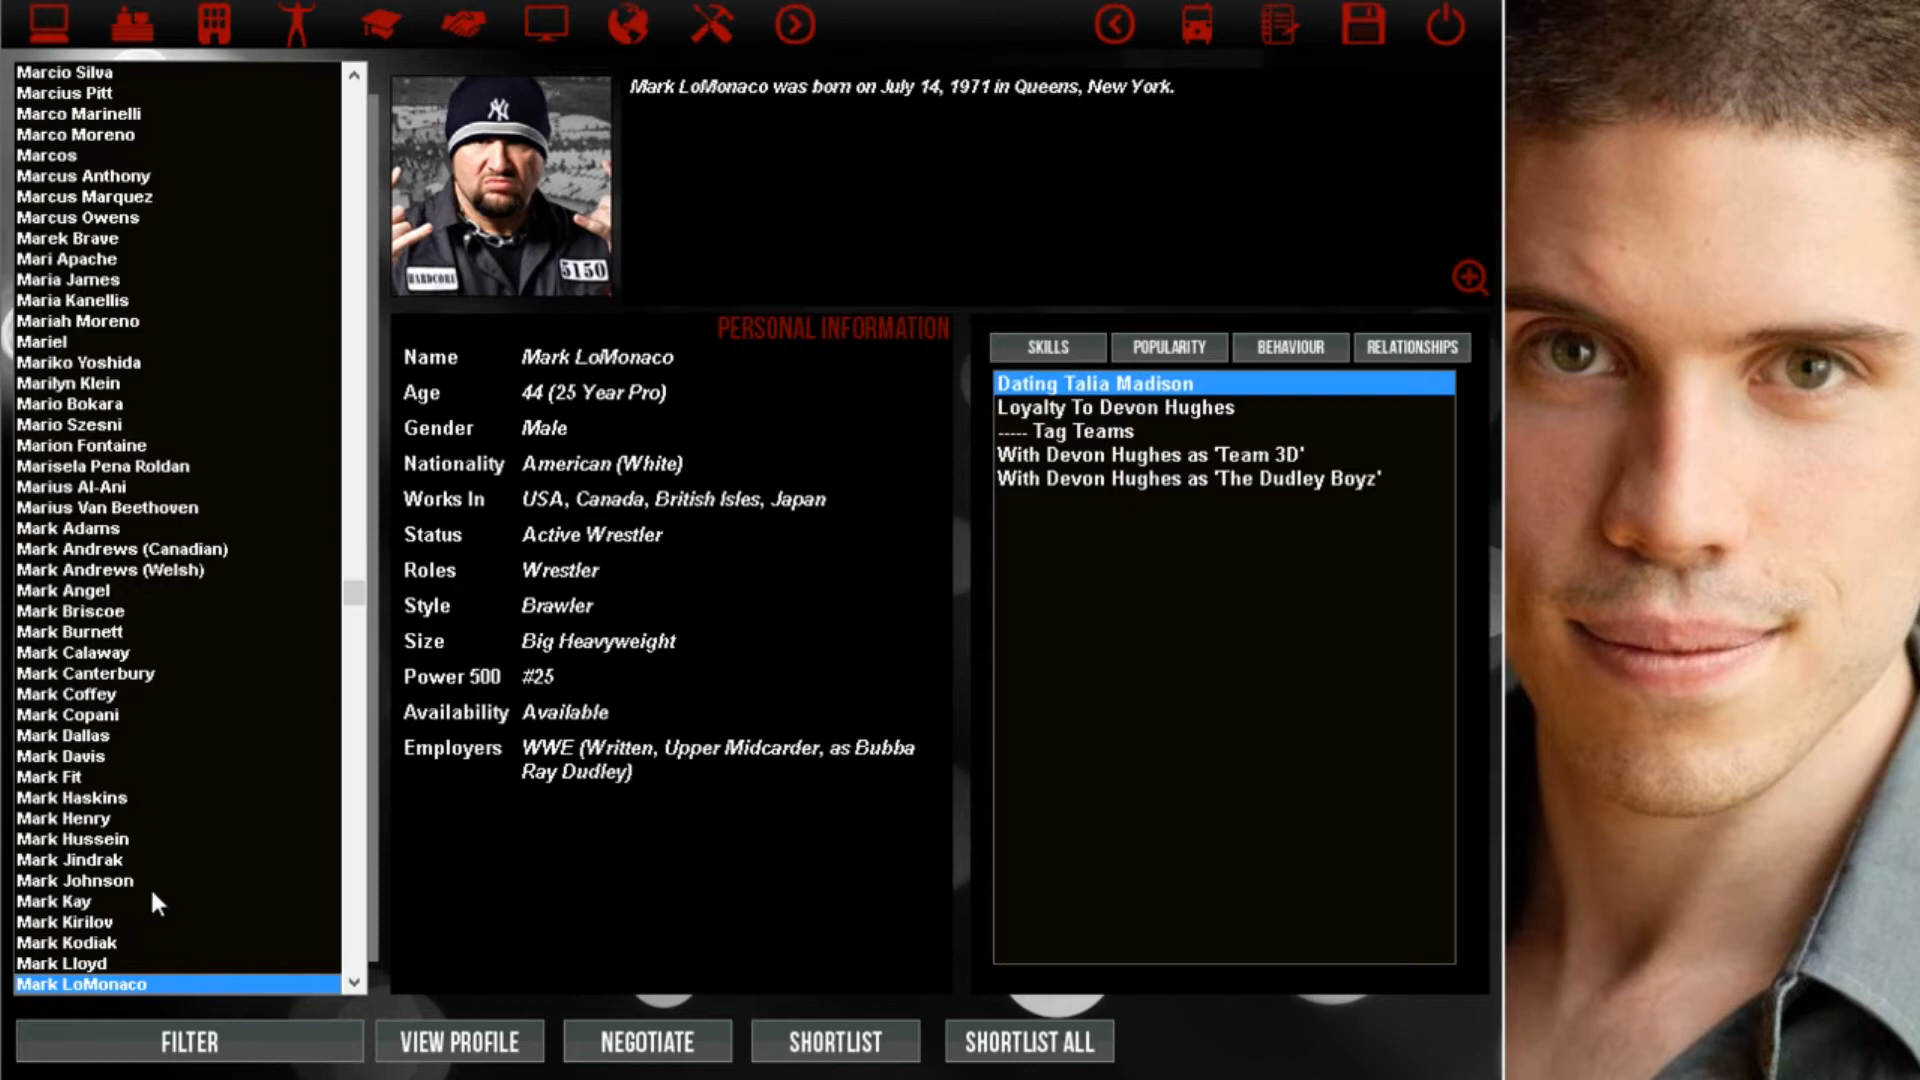 Marcio Silva
Marcius Pitt
Marco Marinelli
Marco Moreno
Marcos
Marcus Anthony
Marcus Marquez
Marcus Owens
Marek Brave
Mari Apache
Maria James
Maria Kanellis
Mariah Moreno
Mariel
Mariko Yoshida
Marilyn Klein
Mario Bokara
Mario Szesni
Marion Fontaine
Marisela Pena Roldan
Marius Al-Ani
Marius Van Beethoven
Mark Adams
Mark Andrews (Canadian)
Mark Andrews (Welsh)
Mark Angel
Mark Briscoe
Mark Burnett
Mark Calaway
Mark Canterbury
Mark Coffey
Mark Copani
Mark Dallas
Mark Davis
Mark Fit
Mark Haskins
Mark Henry
Mark Hussein
Mark Jindrak
Mark Johnson
Mark Kay
Mark Kirilov
Mark Kodiak
Mark Lloyd
Mark LoMonaco
HARDCORE
5150
Mark LoMonaco was born on July 14, 1971 in Queens, New York.
PERSONAL INFORMATION
Name Mark LoMonaco
Age 44 (25 Year Pro)
Gender Male
Nationality American (White)
Works In USA, Canada, British Isles, Japan
Status Active Wrestler
Roles Wrestler
Style Brawler
Size Big Heavyweight
Power 500 #25
Availability Available
Employers WWE (Written, Upper Midcarder, as Bubba
Ray Dudley)
SKILLS POPULARITY BEHAVIOUR RELATIONSHIPS
Dating Talia Madison
Loyalty To Devon Hughes
----- Tag Teams
With Devon Hughes as 'Team 3D'
With Devon Hughes as 'The Dudley Boyz'
FILTER VIEW PROFILE NEGOTIATE SHORTLIST SHORTLIST ALL